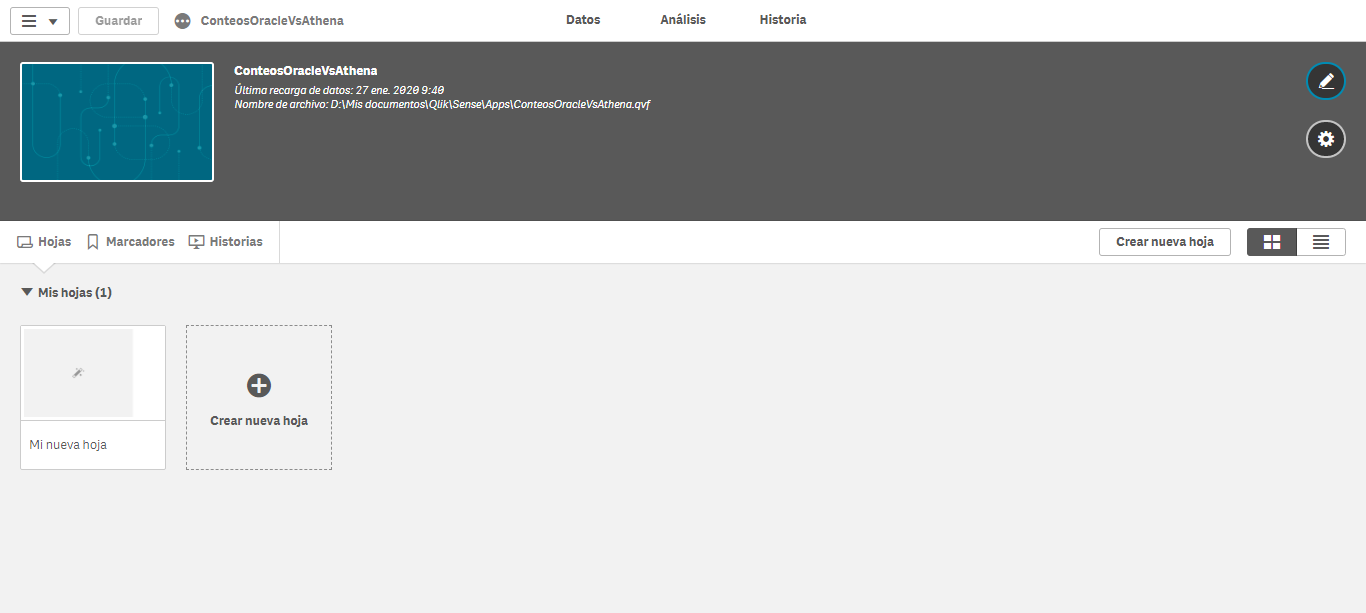 Guardar
ConteosOracleVsAthena
Datos
Análisis
Historia
ConteosOracleVsAthena
Última recarga de datos: 27 ene. 2020 9:40
Nombre de archivo: D:\Mis documentos\Qlik\Sense\Apps\ConteosOracleVsAthena.qvf
Hojas
Marcadores
Historias
Crear nueva hoja
Mis hojas (1)
Mi nueva hoja
Crear nueva hoja